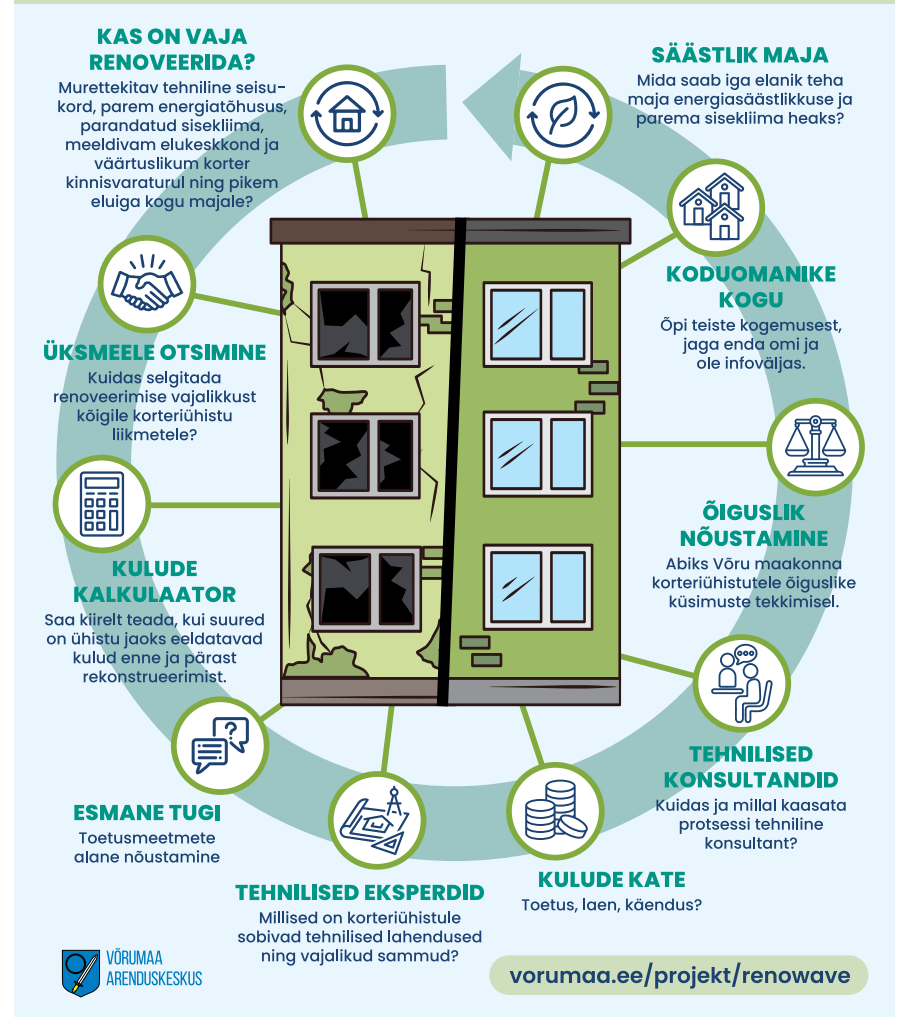 KAS ON VAJA
RENOVEERIDA?
Murettekitav tehniline seisu-
kord, parem energiatõhusus,
parandatud sisekliima,
meeldivam elukeskkond ja
väärtuslikum korter
kinnisvaraturul ning pikem
eluiga kogu majale?
ÜKSMEELE OTSIMINE
Kuidas selgitada
renoveerimise vajalikkust
kõigile korteriühistu
liikmetele?
KULUDE
KALKULAATOR
Saa kiirelt teada, kui suured
on ühistu jaoks eeldatavad
kulud enne ja pärast
rekonstrueerimist.
ESMANE TUGI
Toetusmeetmete
alane nõustamine
TEHNILISED EKSPERDID
Millised on korteriühistule
sobivad tehnilised lahendused
ning vajalikud sammud?
KULUDE KATE
Toetus, laen, käendus?
TEHNILISED
KONSULTANDID
Kuidas ja millal kaasata
protsessi tehniline
konsultant?
ÕIGUSLIK
NÕUSTAMINE
Abiks Võru maakonna
korteriühistutele õiguslike
küsimuste tekkimisel.
KODUOMANIKE
KOGU
Õpi teiste kogemusest,
jaga enda omi ja
ole infoväljas.
SÄÄSTLIK MAJA
Mida saab iga elanik teha
maja energiasäästlikkuse ja
parema sisekliima heaks?
?
VÕRUMAA
ARENDUSKESKUS
vorumaa.ee/projekt/renowave